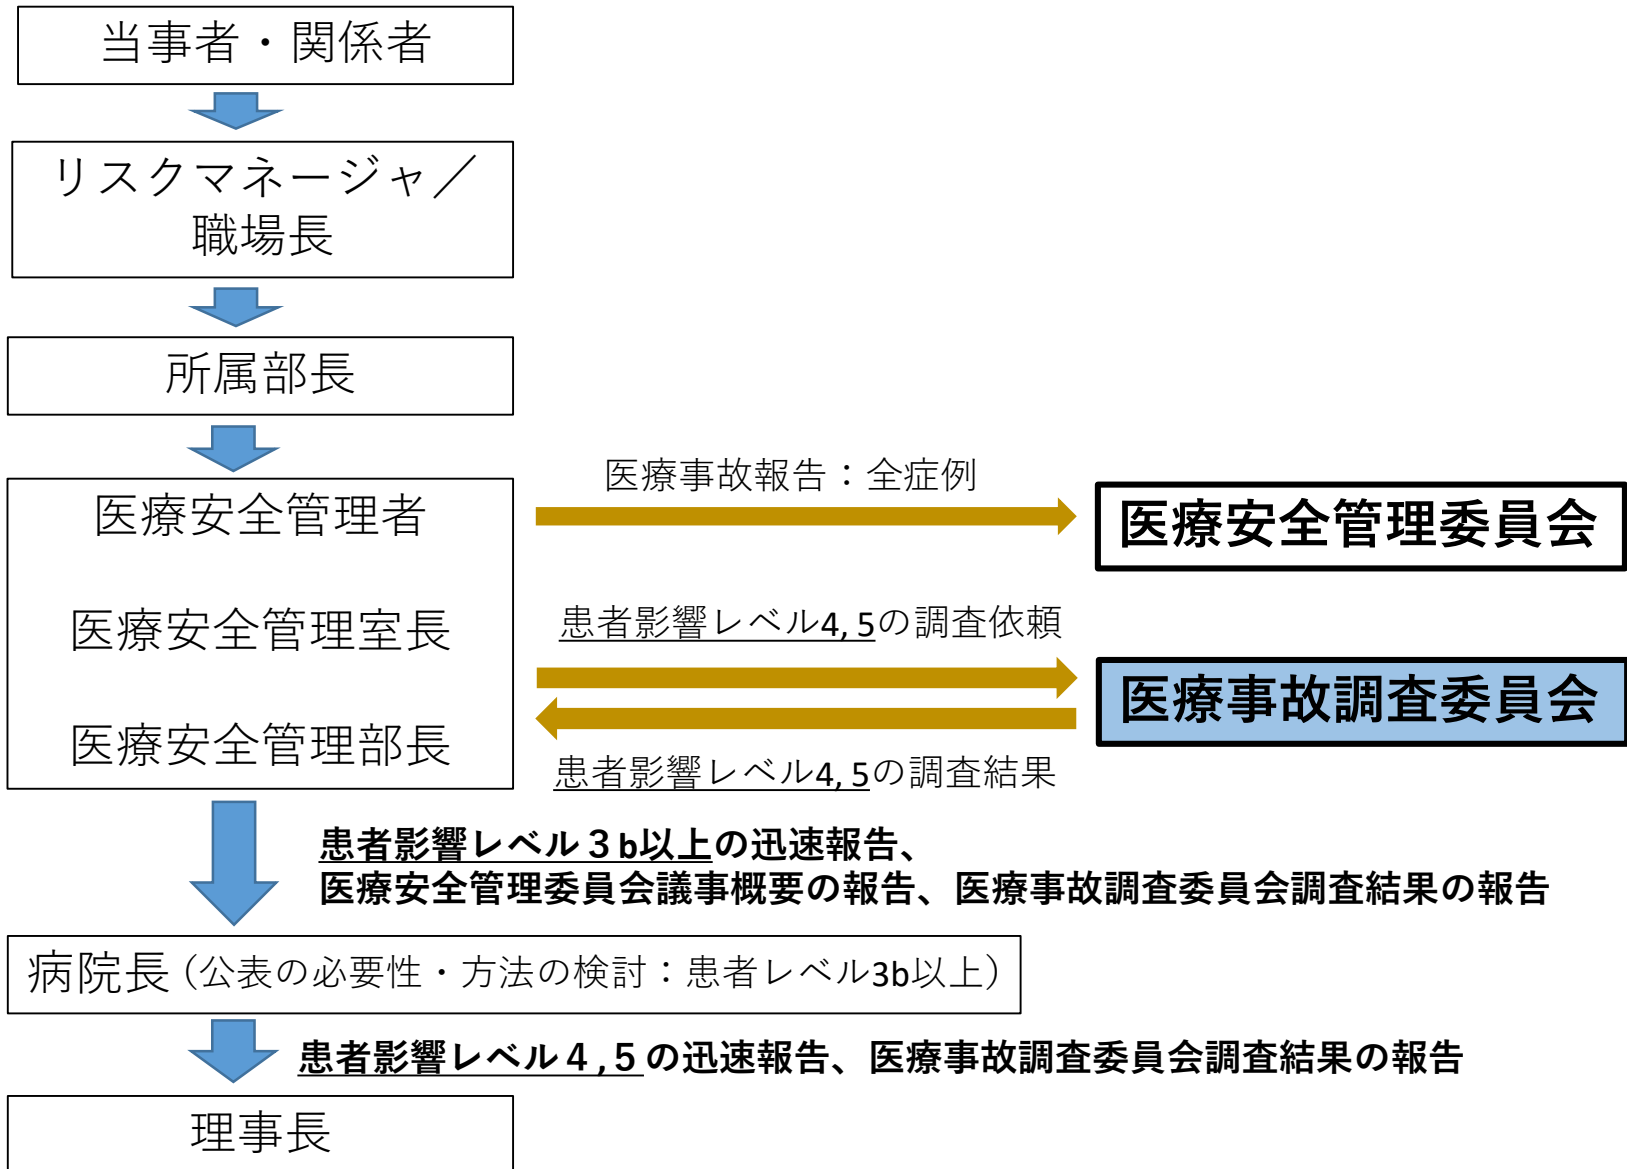 当事者・関係者
リスクマネージャ／
職場長
所属部長
医療安全管理者
医療安全管理室長
医療安全管理部長
医療事故報告：全症例
医療安全管理委員会
患者影響レベル4, 5の調査依頼
医療事故調査委員会
患者影響レベル4, 5の調査結果
患者影響レベル３b以上の迅速報告、
医療安全管理委員会議事概要の報告、医療事故調査委員会調査結果の報告
病院長（公表の必要性・方法の検討：患者レベル3b以上）
患者影響レベル４,５の迅速報告、医療事故調査委員会調査結果の報告
理事長